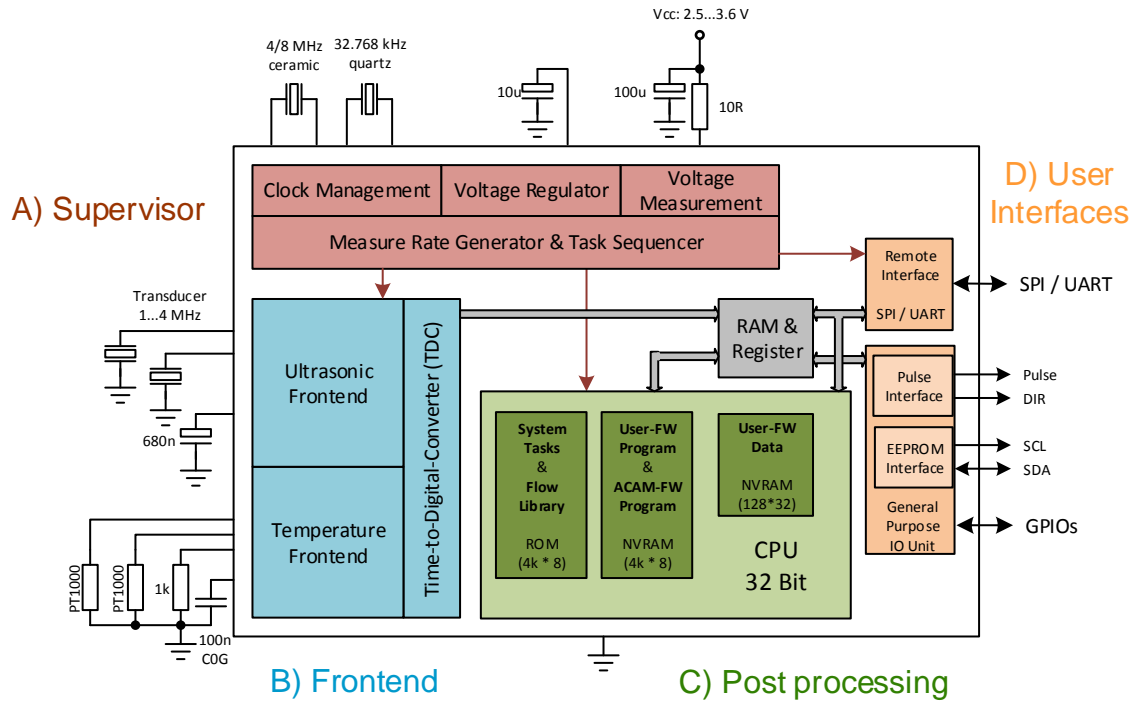 Vcc: 2.5...3.6 V
4/8 MHz
ceramic
32.768 kHz
quartz
10u
100u
10R
A) Supervisor
Clock Management
Voltage Regulator
Voltage
Measurement
Measure Rate Generator & Task Sequencer
D) User
Interfaces
Remote
Interface
SPI / UART
SPI / UART
Transducer
1...4 MHz
680n
Ultrasonic
Frontend
Temperature
Frontend
Time-to-Digital-Converter (TDC)
RAM &
Register
Pulse
Interface
Pulse
DIR
EEPROM
Interface
SCL
SDA
General
Purpose
IO Unit
GPIOs
System
Tasks
&
Flow
Library
ROM
(4k * 8)
User-FW
Program
&
ACAM-FW
Program
NVRAM
(4k * 8)
User-FW
Data
NVRAM
(128*32)
CPU
32 Bit
PT1000
PT1000
1k
100n
C0G
B) Frontend
C) Post processing